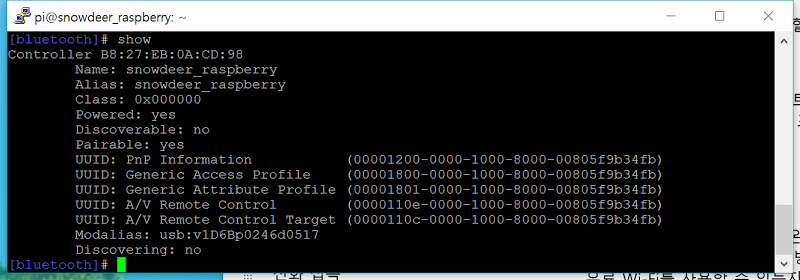 pi@snowdeer_raspberry: ~
[bluetooth]# show
Controller B8:27:EB:0A:CD:98
Name: snowdeer_raspberry
Alias: snowdeer_raspberry
Class: 0x000000
Powered: yes
Discoverable: no
Pairable: yes
UUID: PnP Information (00001200-0000-1000-8000-00805f9b34fb)
UUID: Generic Access Profile (00001800-0000-1000-8000-00805f9b34fb)
UUID: Generic Attribute Profile (00001801-0000-1000-8000-00805f9b34fb)
UUID: A/V Remote Control (0000110e-0000-1000-8000-00805f9b34fb)
UUID: A/V Remote Control Target (0000110c-0000-1000-8000-00805f9b34fb)
Modalias: usb:v1D6Bp0246d0517
Discovering: no
[bluetooth]#